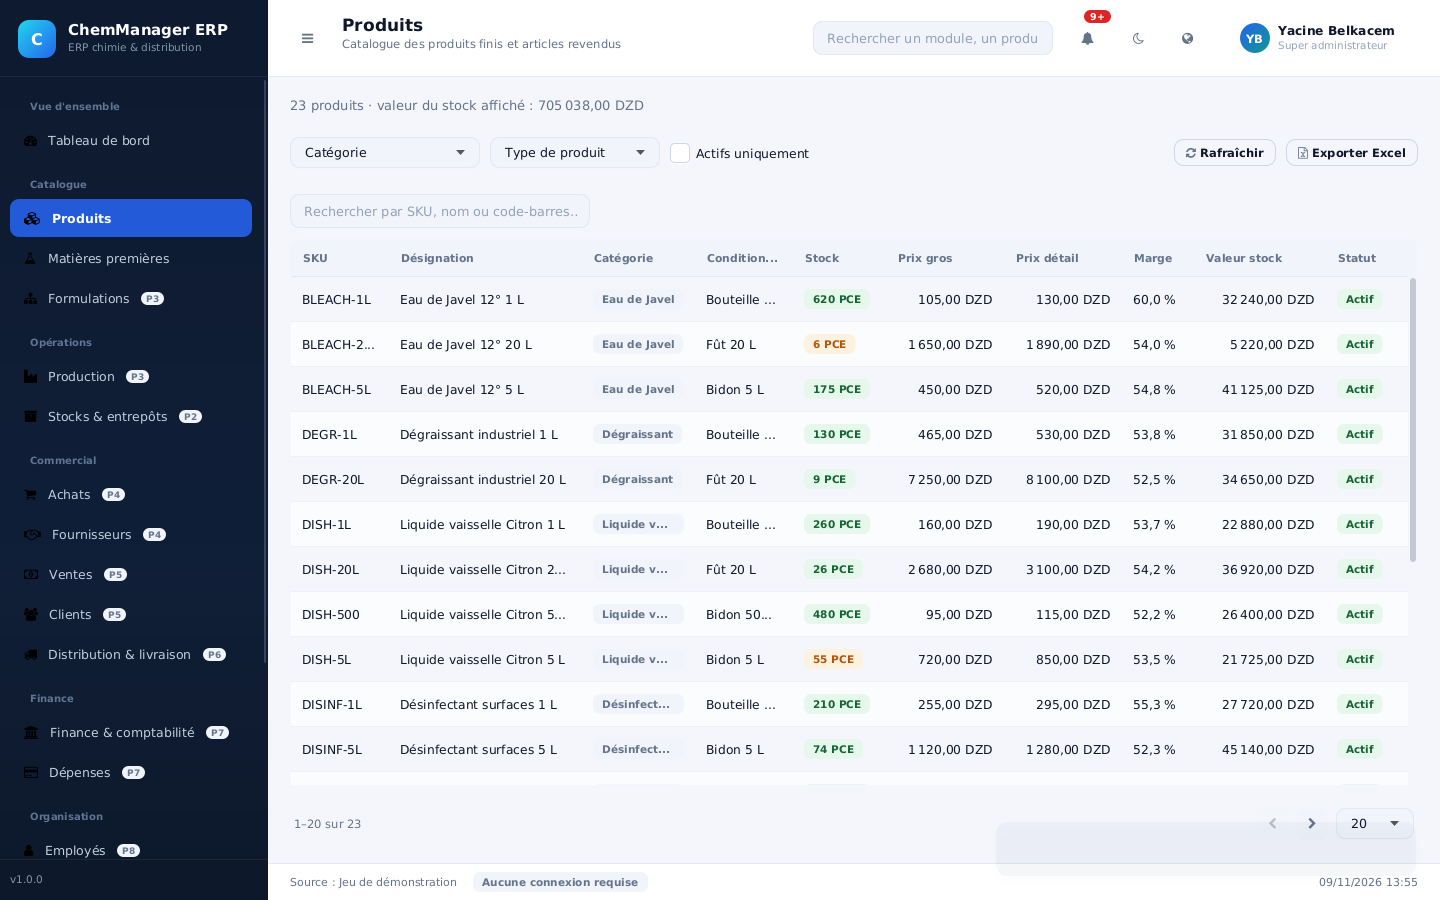 C
ChemManager ERP
ERP chimie & distribution
Vue d'ensemble
Tableau de bord
Catalogue
Produits
Matières premières
Formulations P3
Opérations
Production P3
Stocks & entrepôts P2
Commercial
Achats P4
Fournisseurs P4
Ventes P5
Clients P5
Distribution & livraison P6
Finance
Finance & comptabilité P7
Dépenses P7
Organisation
Employés P8
v1.0.0
Produits
Catalogue des produits finis et articles revendus
Rechercher un module, un produ
9+
YB
Yacine Belkacem
Super administrateur
23 produits · valeur du stock affiché : 705 038,00 DZD
Catégorie Type de produit Actifs uniquement Rafraîchir Exporter Excel
Rechercher par SKU, nom ou code-barres..
SKU Désignation Catégorie Condition... Stock Prix gros Prix détail Marge Valeur stock Statut
BLEACH-1L Eau de Javel 12° 1 L Eau de Javel Bouteille ... 620 PCE 105,00 DZD 130,00 DZD 60,0 % 32 240,00 DZD Actif
BLEACH-2... Eau de Javel 12° 20 L Eau de Javel Fût 20 L 6 PCE 1 650,00 DZD 1 890,00 DZD 54,0 % 5 220,00 DZD Actif
BLEACH-5L Eau de Javel 12° 5 L Eau de Javel Bidon 5 L 175 PCE 450,00 DZD 520,00 DZD 54,8 % 41 125,00 DZD Actif
DEGR-1L Dégraissant industriel 1 L Dégraissant Bouteille ... 130 PCE 465,00 DZD 530,00 DZD 53,8 % 31 850,00 DZD Actif
DEGR-20L Dégraissant industriel 20 L Dégraissant Fût 20 L 9 PCE 7 250,00 DZD 8 100,00 DZD 52,5 % 34 650,00 DZD Actif
DISH-1L Liquide vaisselle Citron 1 L Liquide v... Bouteille ... 260 PCE 160,00 DZD 190,00 DZD 53,7 % 22 880,00 DZD Actif
DISH-20L Liquide vaisselle Citron 2... Liquide v... Fût 20 L 26 PCE 2 680,00 DZD 3 100,00 DZD 54,2 % 36 920,00 DZD Actif
DISH-500 Liquide vaisselle Citron 5... Liquide v... Bidon 50... 480 PCE 95,00 DZD 115,00 DZD 52,2 % 26 400,00 DZD Actif
DISH-5L Liquide vaisselle Citron 5 L Liquide v... Bidon 5 L 55 PCE 720,00 DZD 850,00 DZD 53,5 % 21 725,00 DZD Actif
DISINF-1L Désinfectant surfaces 1 L Désinfect... Bouteille ... 210 PCE 255,00 DZD 295,00 DZD 55,3 % 27 720,00 DZD Actif
DISINF-5L Désinfectant surfaces 5 L Désinfect... Bidon 5 L 74 PCE 1 120,00 DZD 1 280,00 DZD 52,3 % 45 140,00 DZD Actif
1–20 sur 23
20
Source : Jeu de démonstration Aucune connexion requise
09/11/2026 13:55